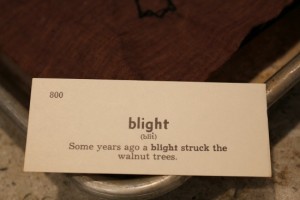 800
blight
(blīt)
Some years ago a blight struck the
walnut trees.